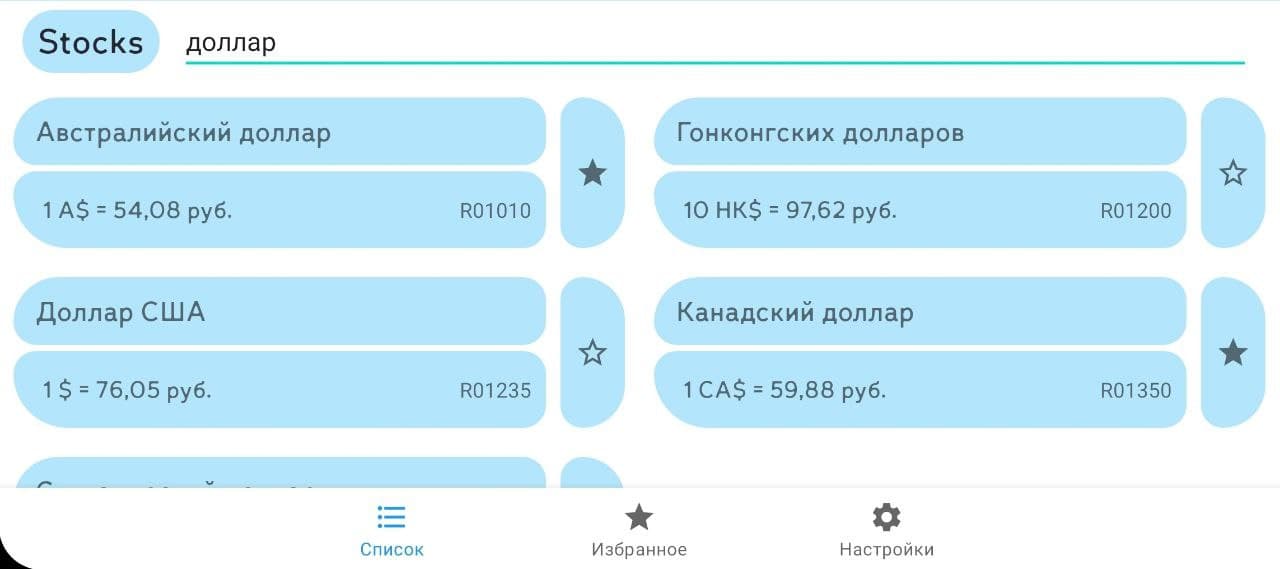 Stocks
доллар
Австралийский доллар
1 A$ = 54,08 руб.
R01010
Гонконгских долларов
10 HK$ = 97,62 руб.
R01200
Доллар США
1 $ = 76,05 руб.
R01235
Канадский доллар
1 CA$ = 59,88 руб.
R01350
Список
Избранное
Настройки